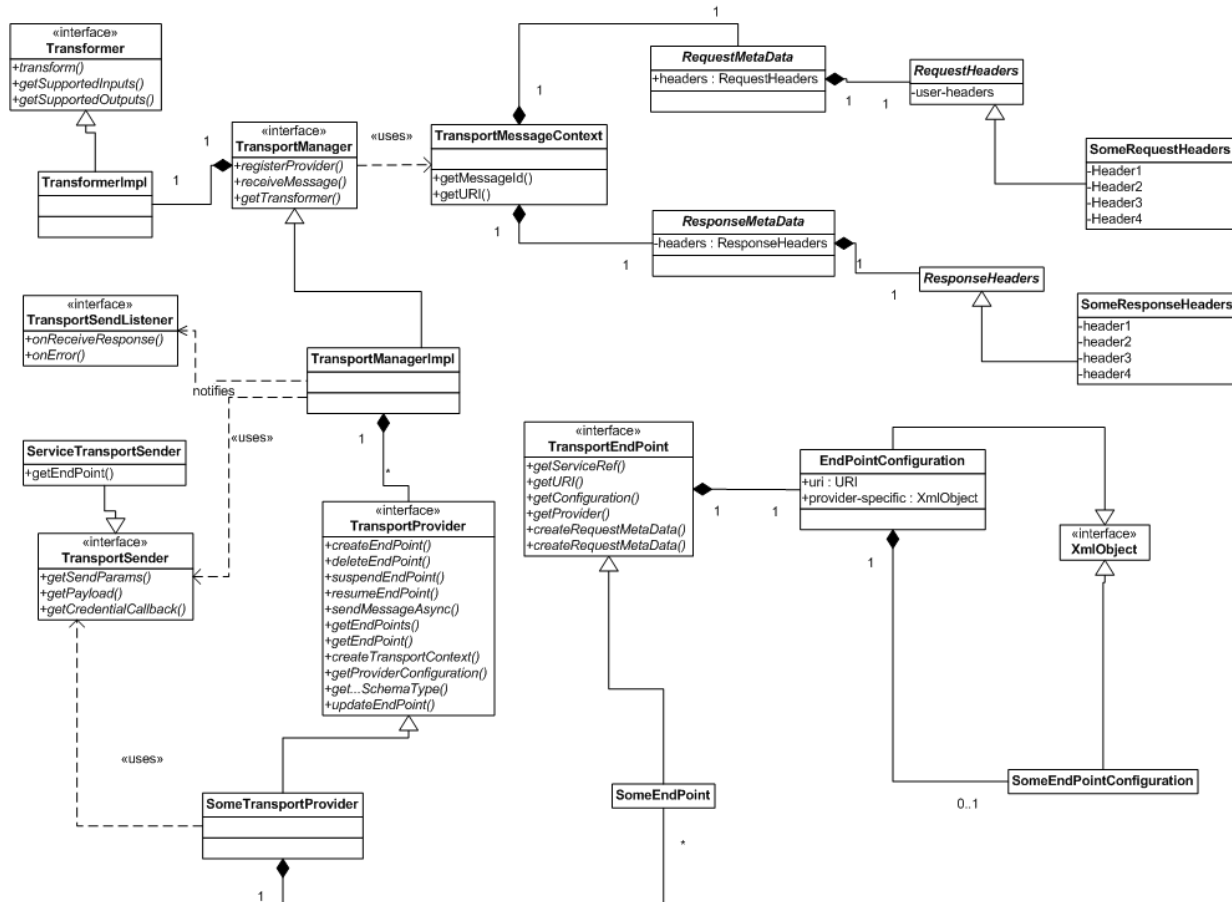 «interface»
Transformer
+transform()
+getSupportedInputs()
+getSupportedOutputs()
TransformerImpl
1
1
«interface»
TransportManager
+registerProvider()
+receiveMessage()
+getTransformer()
«uses»
TransportMessageContext
+getMessageId()
+getURI()
1
1
RequestMetaData
+headers : RequestHeaders
1
1
RequestHeaders
-user-headers
SomeRequestHeaders
-Header1
-Header2
-Header3
-Header4
1
1
ResponseMetaData
-headers : ResponseHeaders
1
1
ResponseHeaders
SomeResponseHeaders
-header1
-header2
-header3
-header4
«interface»
TransportSendListener
+onReceiveResponse()
+onError()
notifies
TransportManagerImpl
«uses»
1
*
ServiceTransportSender
+getEndPoint()
«interface»
TransportSender
+getSendParams()
+getPayload()
+getCredentialCallback()
«interface»
TransportProvider
+createEndPoint()
+deleteEndPoint()
+suspendEndPoint()
+resumeEndPoint()
+sendMessageAsync()
+getEndPoints()
+getEndPoint()
+createTransportContext()
+getProviderConfiguration()
+get...SchemaType()
+updateEndPoint()
«interface»
TransportEndPoint
+getServiceRef()
+getURI()
+getConfiguration()
+getProvider()
+createRequestMetaData()
+createRequestMetaData()
1
1
EndPointConfiguration
+uri : URI
+provider-specific : XmlObject
1
«interface»
XmlObject
«uses»
SomeTransportProvider
1
SomeEndPoint
*
SomeEndPointConfiguration
0..1